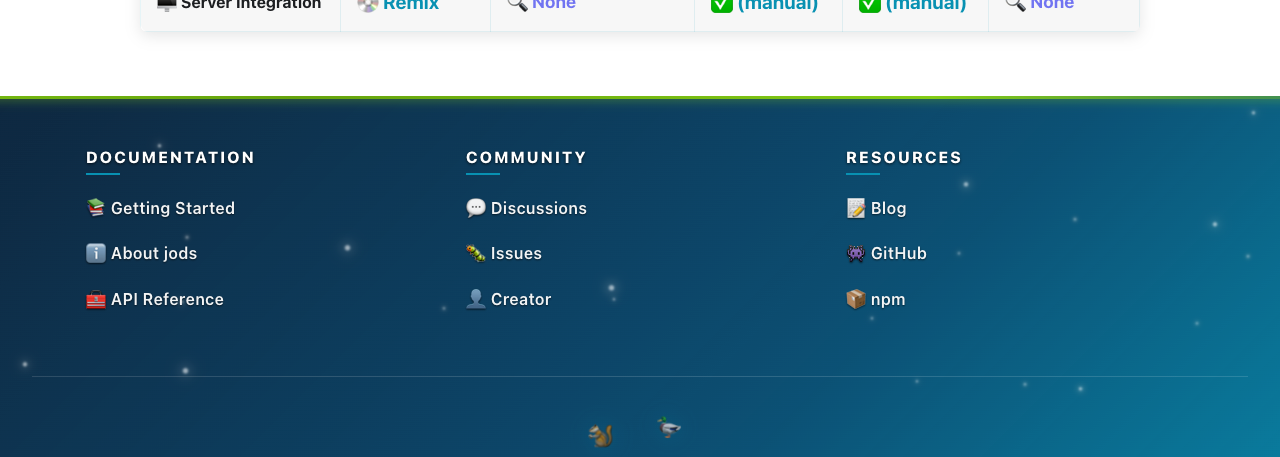 Server Integration Remix None (manual) (manual) None
DOCUMENTATION COMMUNITY RESOURCES
Getting Started Discussions Blog
About jods Issues GitHub
API Reference Creator npm